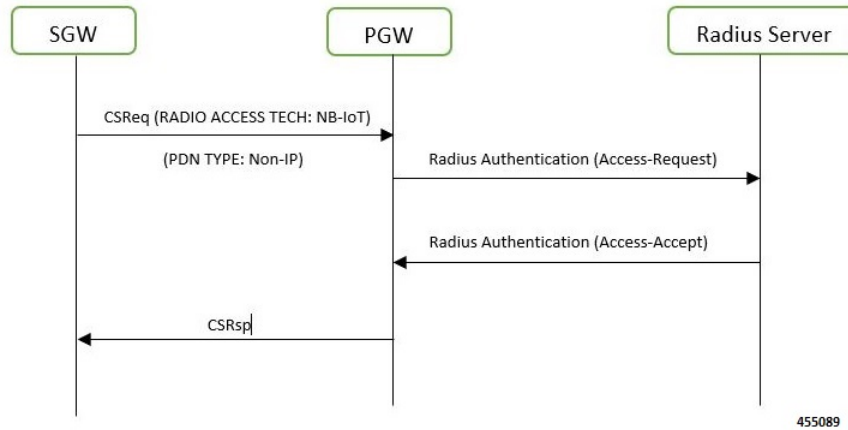 SGW
PGW
Radius Server
CSReq (RADIO ACCESS TECH: NB-IoT)
(PDN TYPE: Non-IP)
Radius Authentication (Access-Request)
Radius Authentication (Access-Accept)
CSRsp
455089